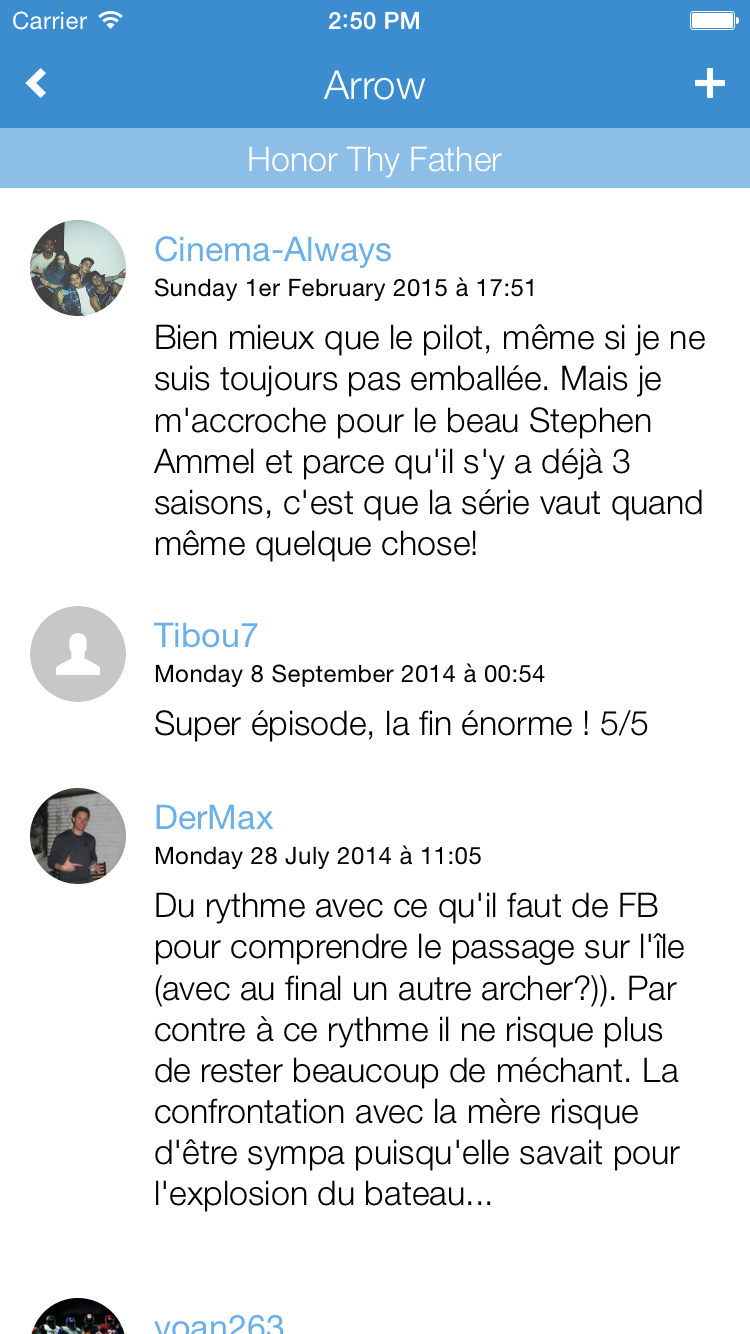 Carrier 2:50 PM
Arrow
Honor Thy Father
Cinema-Always
Sunday 1er February 2015 à 17:51
Bien mieux que le pilot, même si je ne
suis toujours pas emballée. Mais je
m'accroche pour le beau Stephen
Ammel et parce qu'il s'y a déjà 3
saisons, c'est que la série vaut quand
même quelque chose!
Tibou7
Monday 8 September 2014 à 00:54
Super épisode, la fin énorme ! 5/5
DerMax
Monday 28 July 2014 à 11:05
Du rythme avec ce qu'il faut de FB
pour comprendre le passage sur l'île
(avec au final un autre archer?)). Par
contre à ce rythme il ne risque plus
de rester beaucoup de méchant. La
confrontation avec la mère risque
d'être sympa puisqu'elle savait pour
l'explosion du bateau...
yoan263